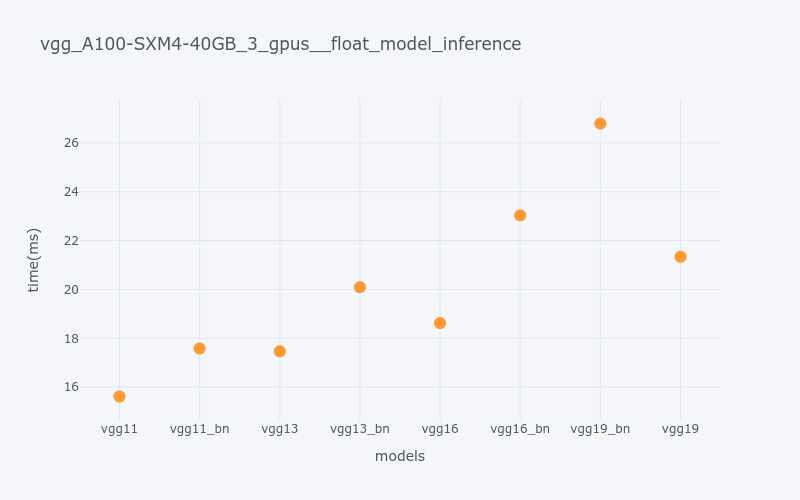 vgg_A100-SXM4-40GB_3_gpus__float_model_inference
26
24
22
20
18
16
time(ms)
vgg11 vgg11_bn vgg13 vgg13_bn vgg16 vgg16_bn vgg19_bn vgg19
models